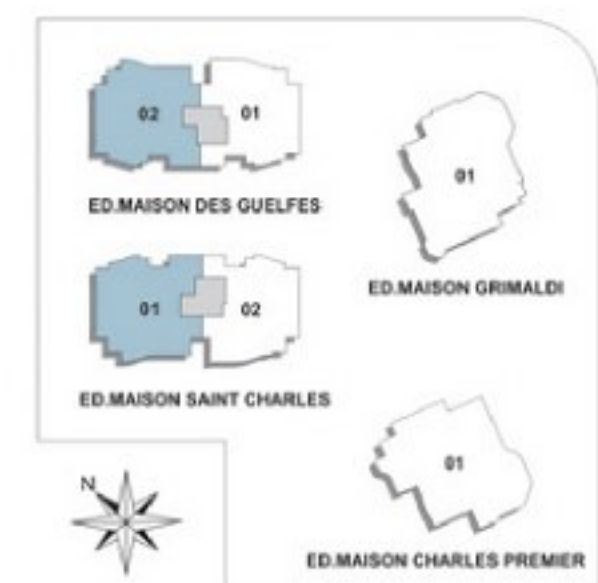 02 01
ED.MAISON DES GUELFES
01
ED.MAISON GRIMALDI
01 02
ED.MAISON SAINT CHARLES
01
ED.MAISON CHARLES PREMIER
N